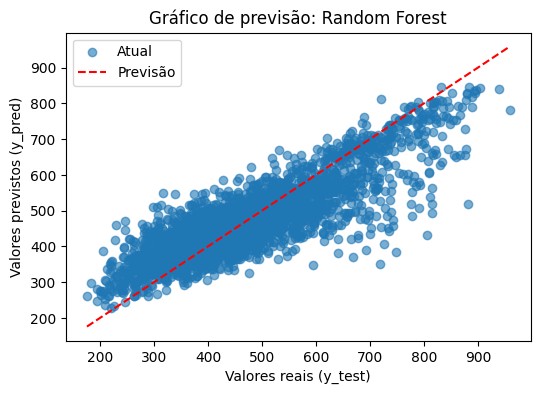 Gráfico de previsão: Random Forest
Atual
Previsão
Valores previstos (y_pred)
900
800
700
600
500
400
300
200
200 300 400 500 600 700 800 900
Valores reais (y_test)